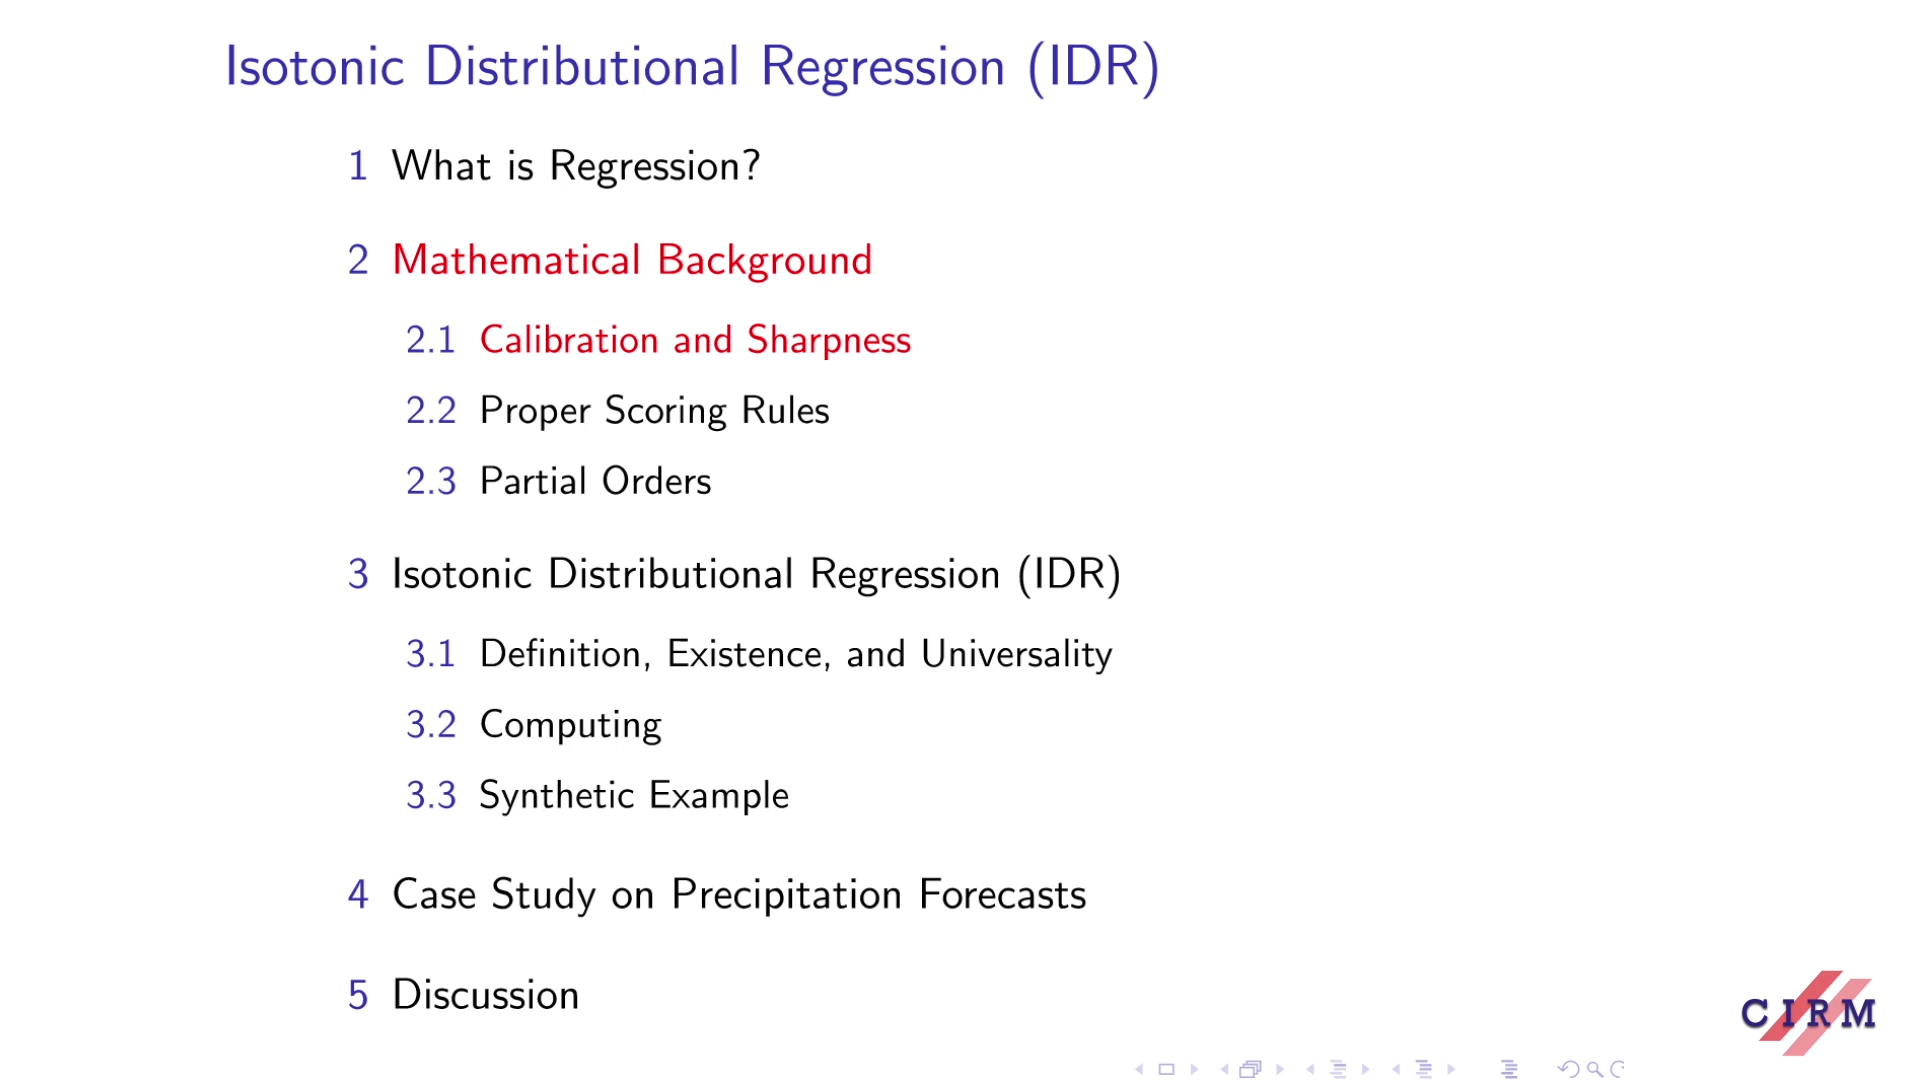 Isotonic Distributional Regression (IDR)
1 What is Regression?
2 Mathematical Background
2.1 Calibration and Sharpness
2.2 Proper Scoring Rules
2.3 Partial Orders
3 Isotonic Distributional Regression (IDR)
3.1 Definition, Existence, and Universality
3.2 Computing
3.3 Synthetic Example
4 Case Study on Precipitation Forecasts
5 Discussion
CIRM